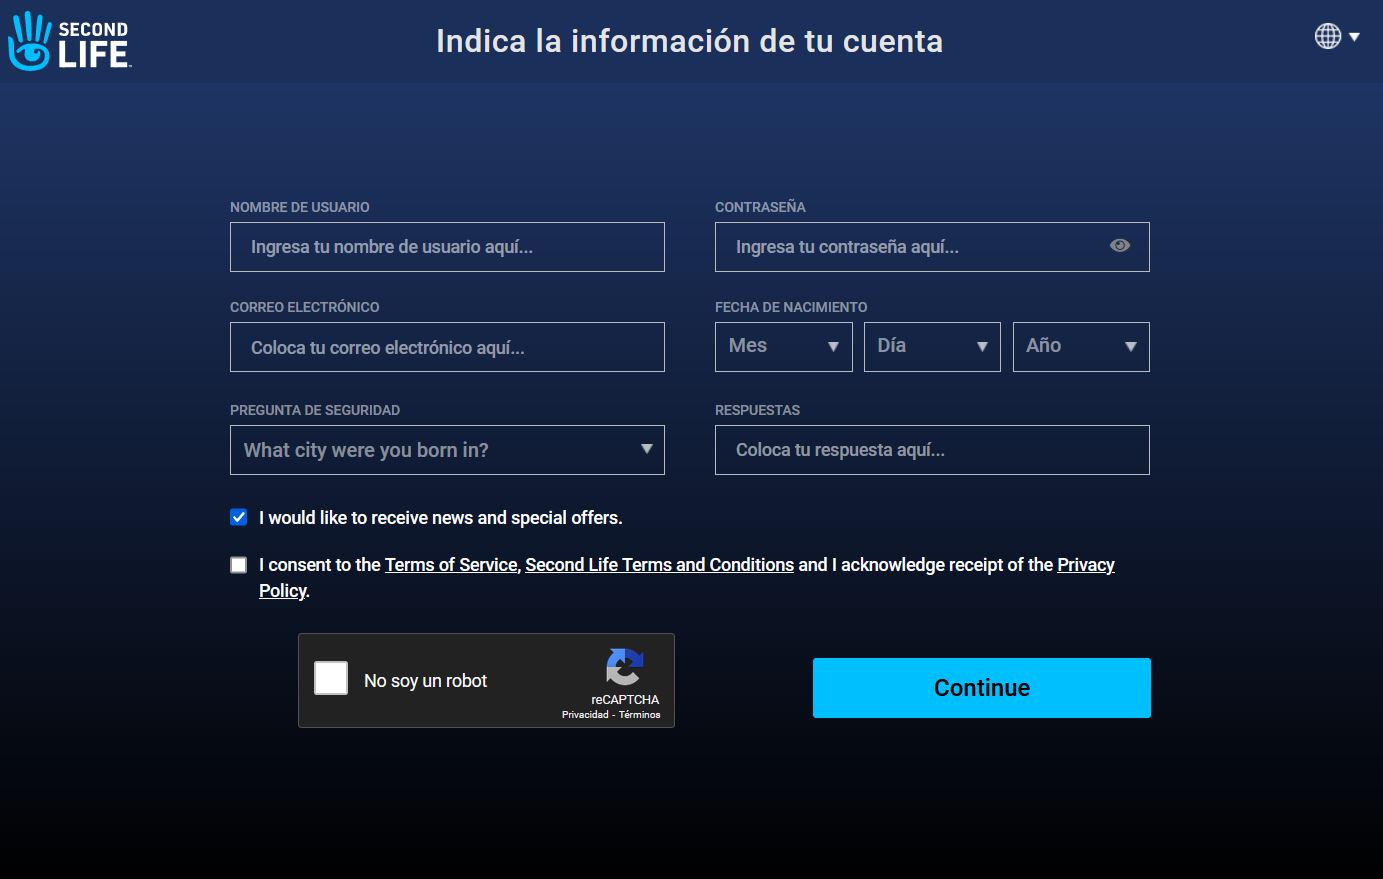 SECOND
LIFE™
Indica la información de tu cuenta
NOMBRE DE USUARIO
Ingresa tu nombre de usuario aquí...
CONTRASEÑA
Ingresa tu contraseña aquí...
CORREO ELECTRÓNICO
Coloca tu correo electrónico aquí...
FECHA DE NACIMIENTO
Mes
Día
Año
PREGUNTA DE SEGURIDAD
What city were you born in?
RESPUESTAS
Coloca tu respuesta aquí...
I would like to receive news and special offers.
I consent to the Terms of Service, Second Life Terms and Conditions and I acknowledge receipt of the Privacy
Policy.
No soy un robot
reCAPTCHA
Privacidad - Términos
Continue